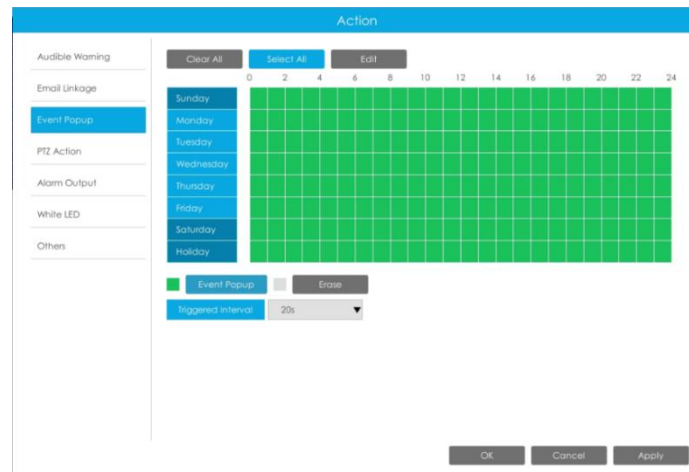 Action
Audible Warning
Email Linkage
Event Popup
PTZ Action
Alarm Output
White LED
Others
Clear All Select All Edit
0 2 4 6 8 10 12 14 16 18 20 22 24
Sunday
Monday
Tuesday
Wednesday
Thursday
Friday
Saturday
Holiday
Event Popup Erase
Triggered Interval 20s
OK Cancel Apply